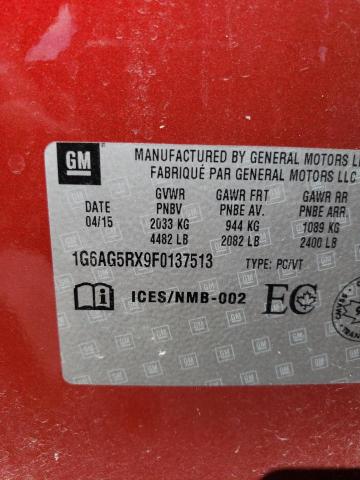 GM
MANUFACTURED BY GENERAL MOTORS
FABRIQUÉ PAR GENERAL MOTORS LLC
DATE GVWR GAWR FRT GAWR RR
PNBV PNBE AV. PNBE ARR
04/15 2033 KG 944 KG 1089 KG
4482 LB 2082 LB 2400 LB
1G6AG5RX9F0137513 TYPE: PC/VT
ICES/NMB-002 EC